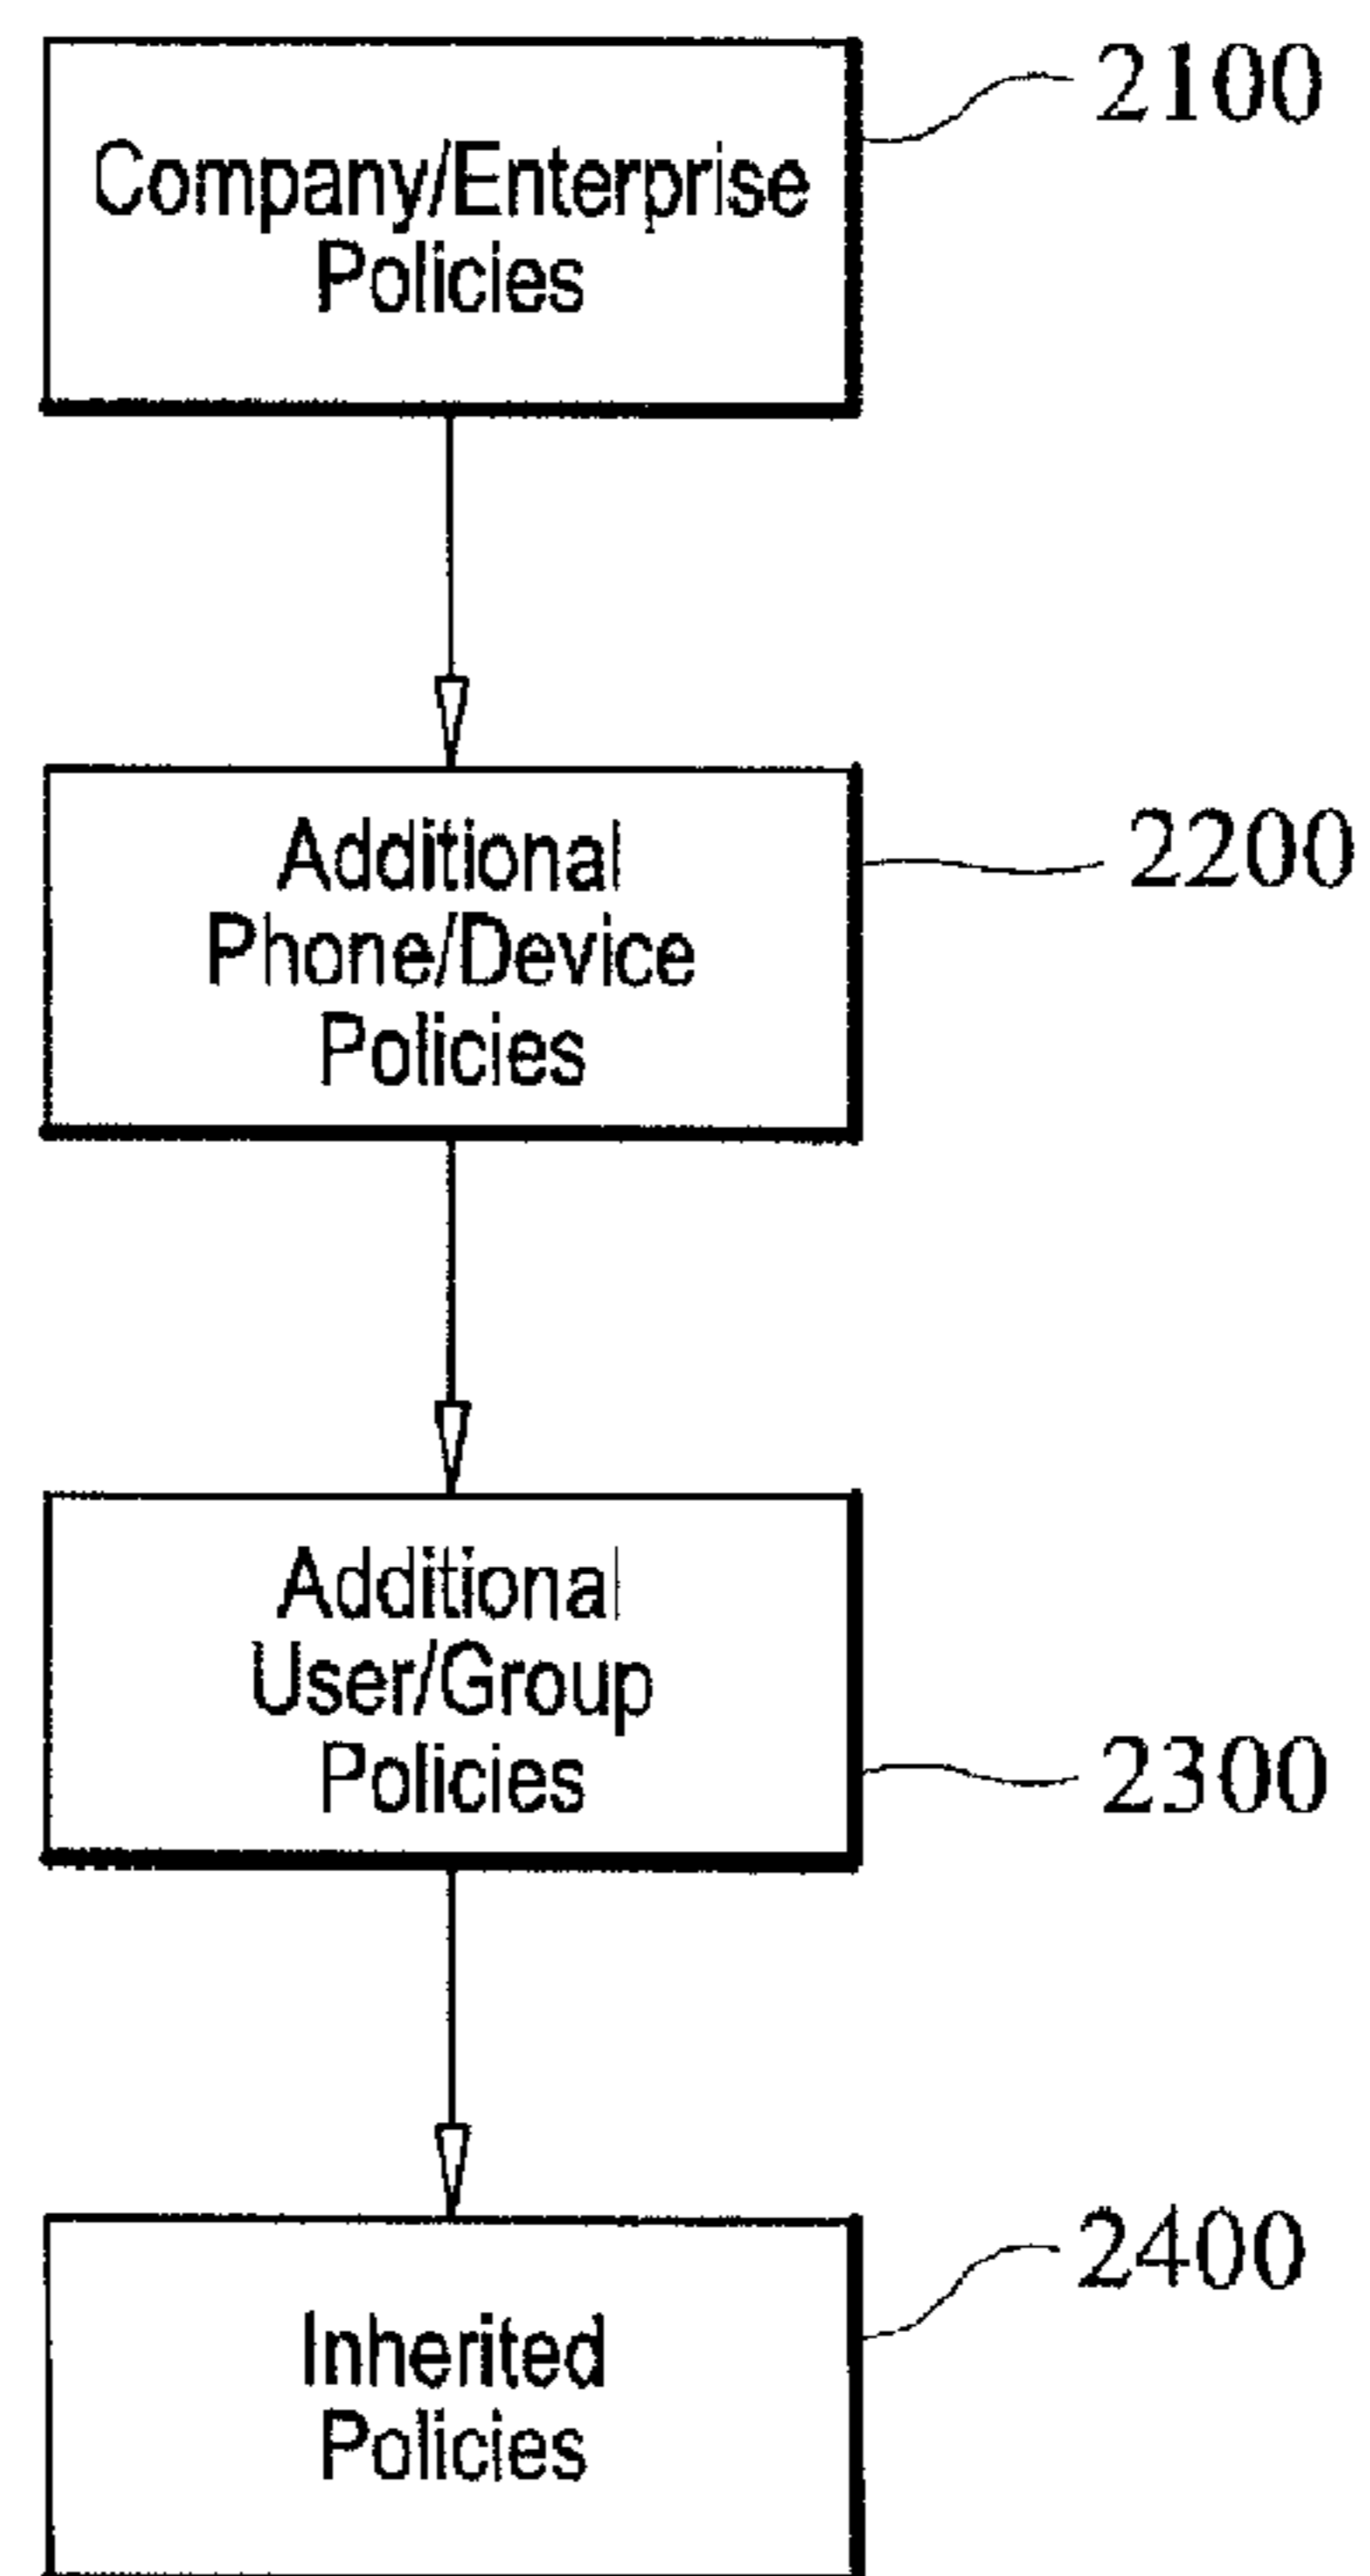 2100
Company/Enterprise
Policies
Additional
Phone/Device
Policies
2200
Additional
User/Group
Policies
2300
2400
Inherited
Policies